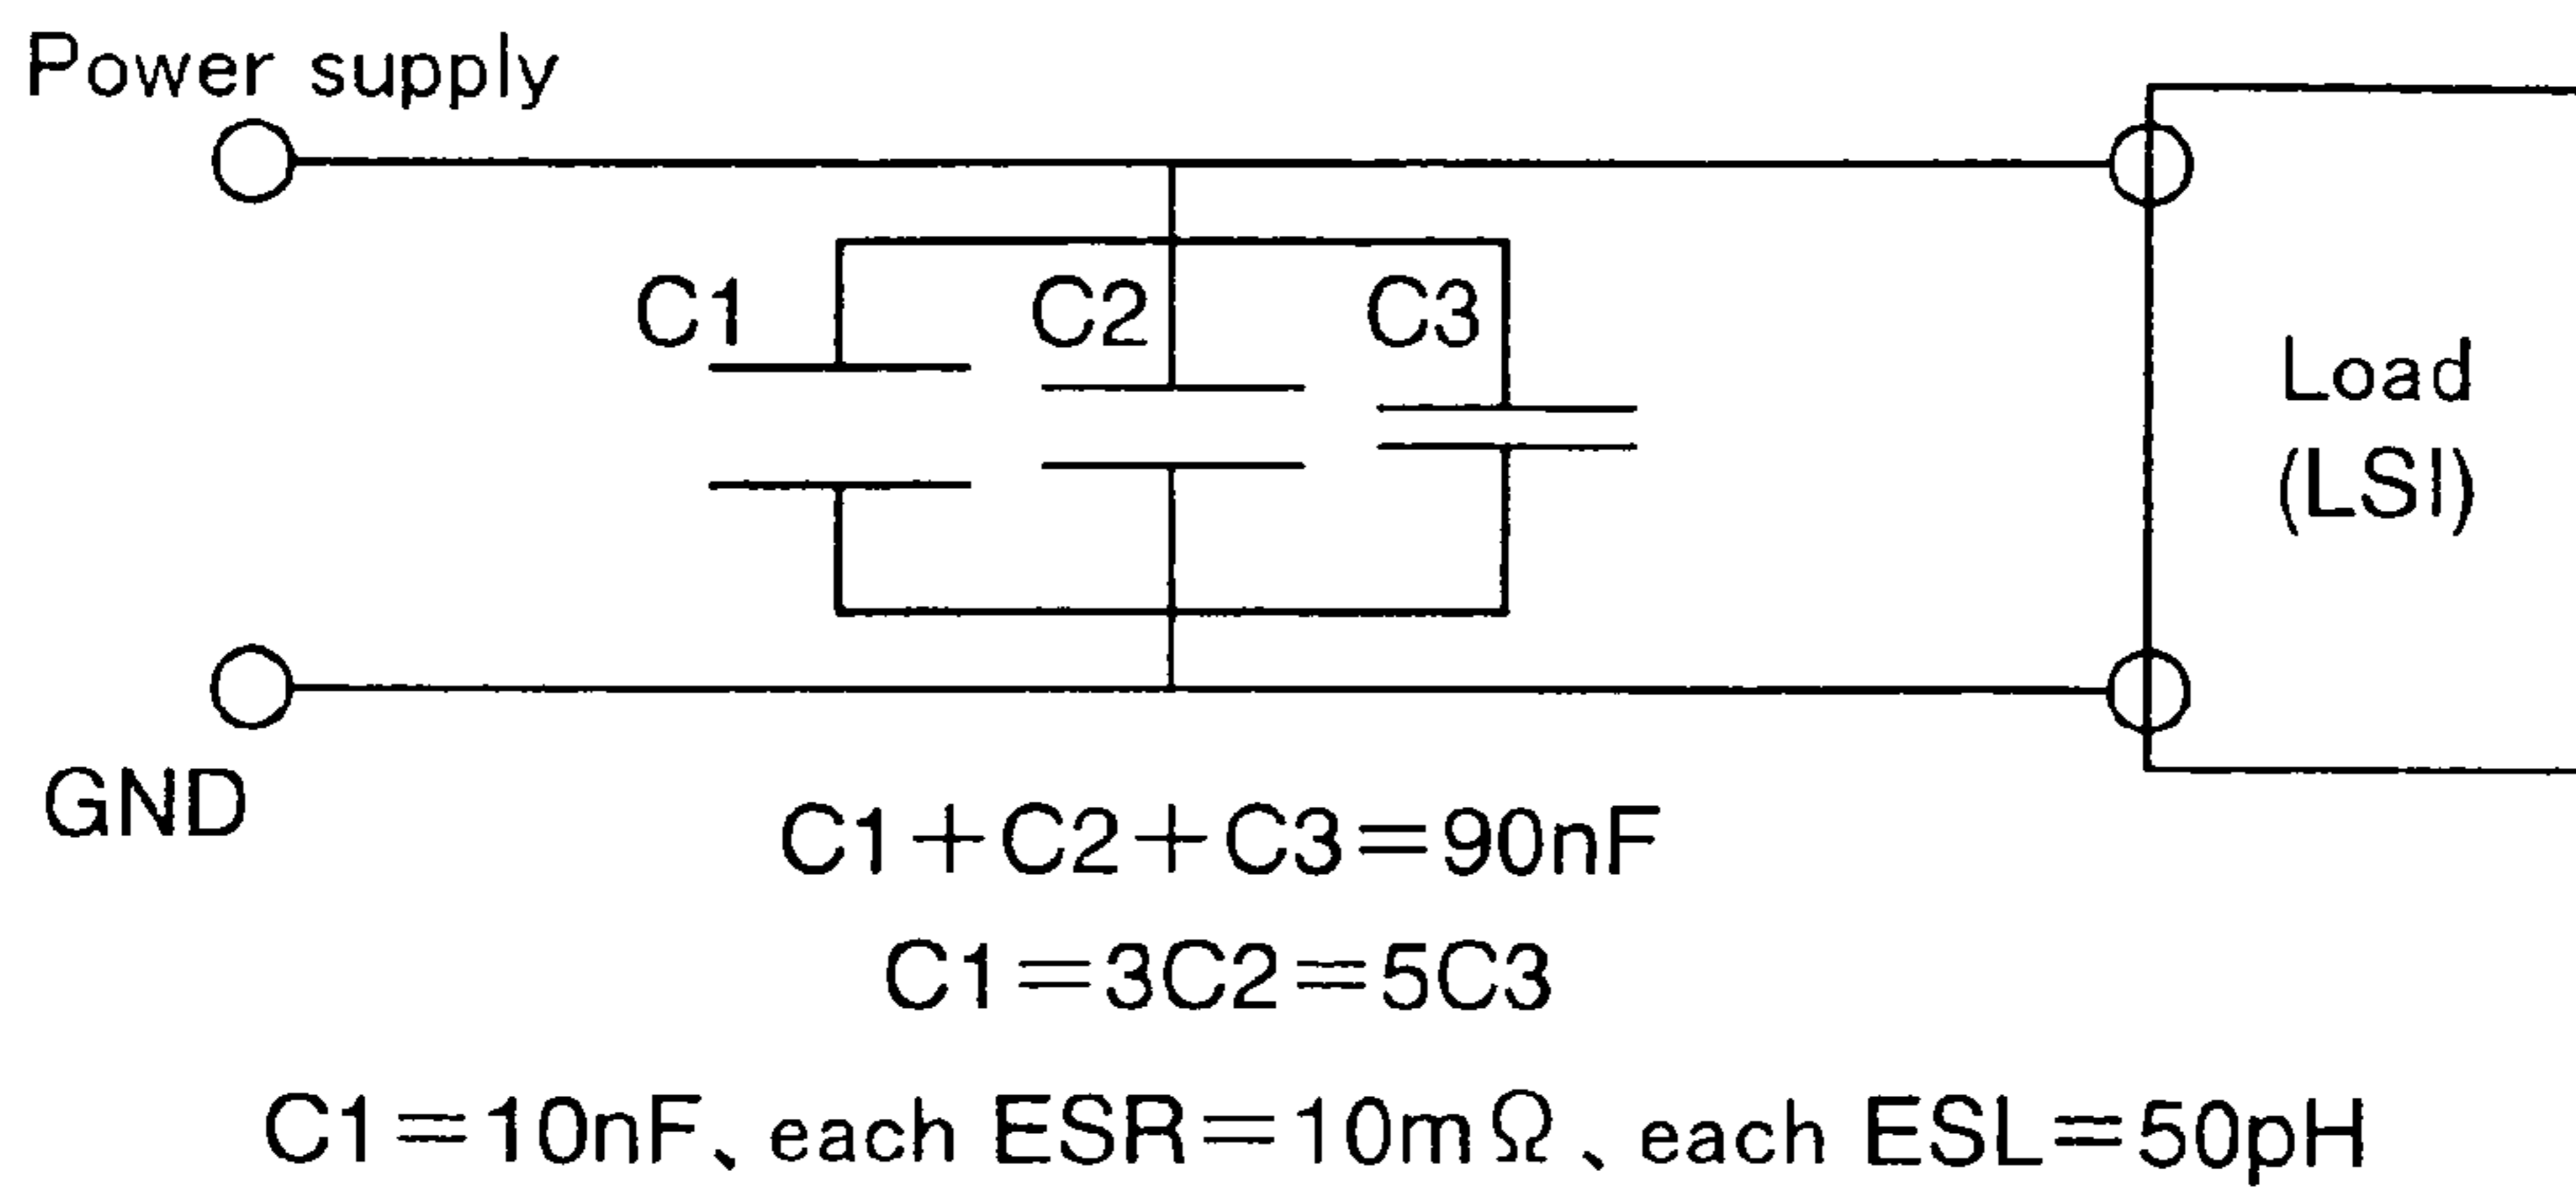 Power supply
C1 C2 C3
Load
(LSI)
GND
C1+C2+C3=90nF
C1=3C2=5C3
C1=10nF、each ESR=10mΩ、each ESL=50pH